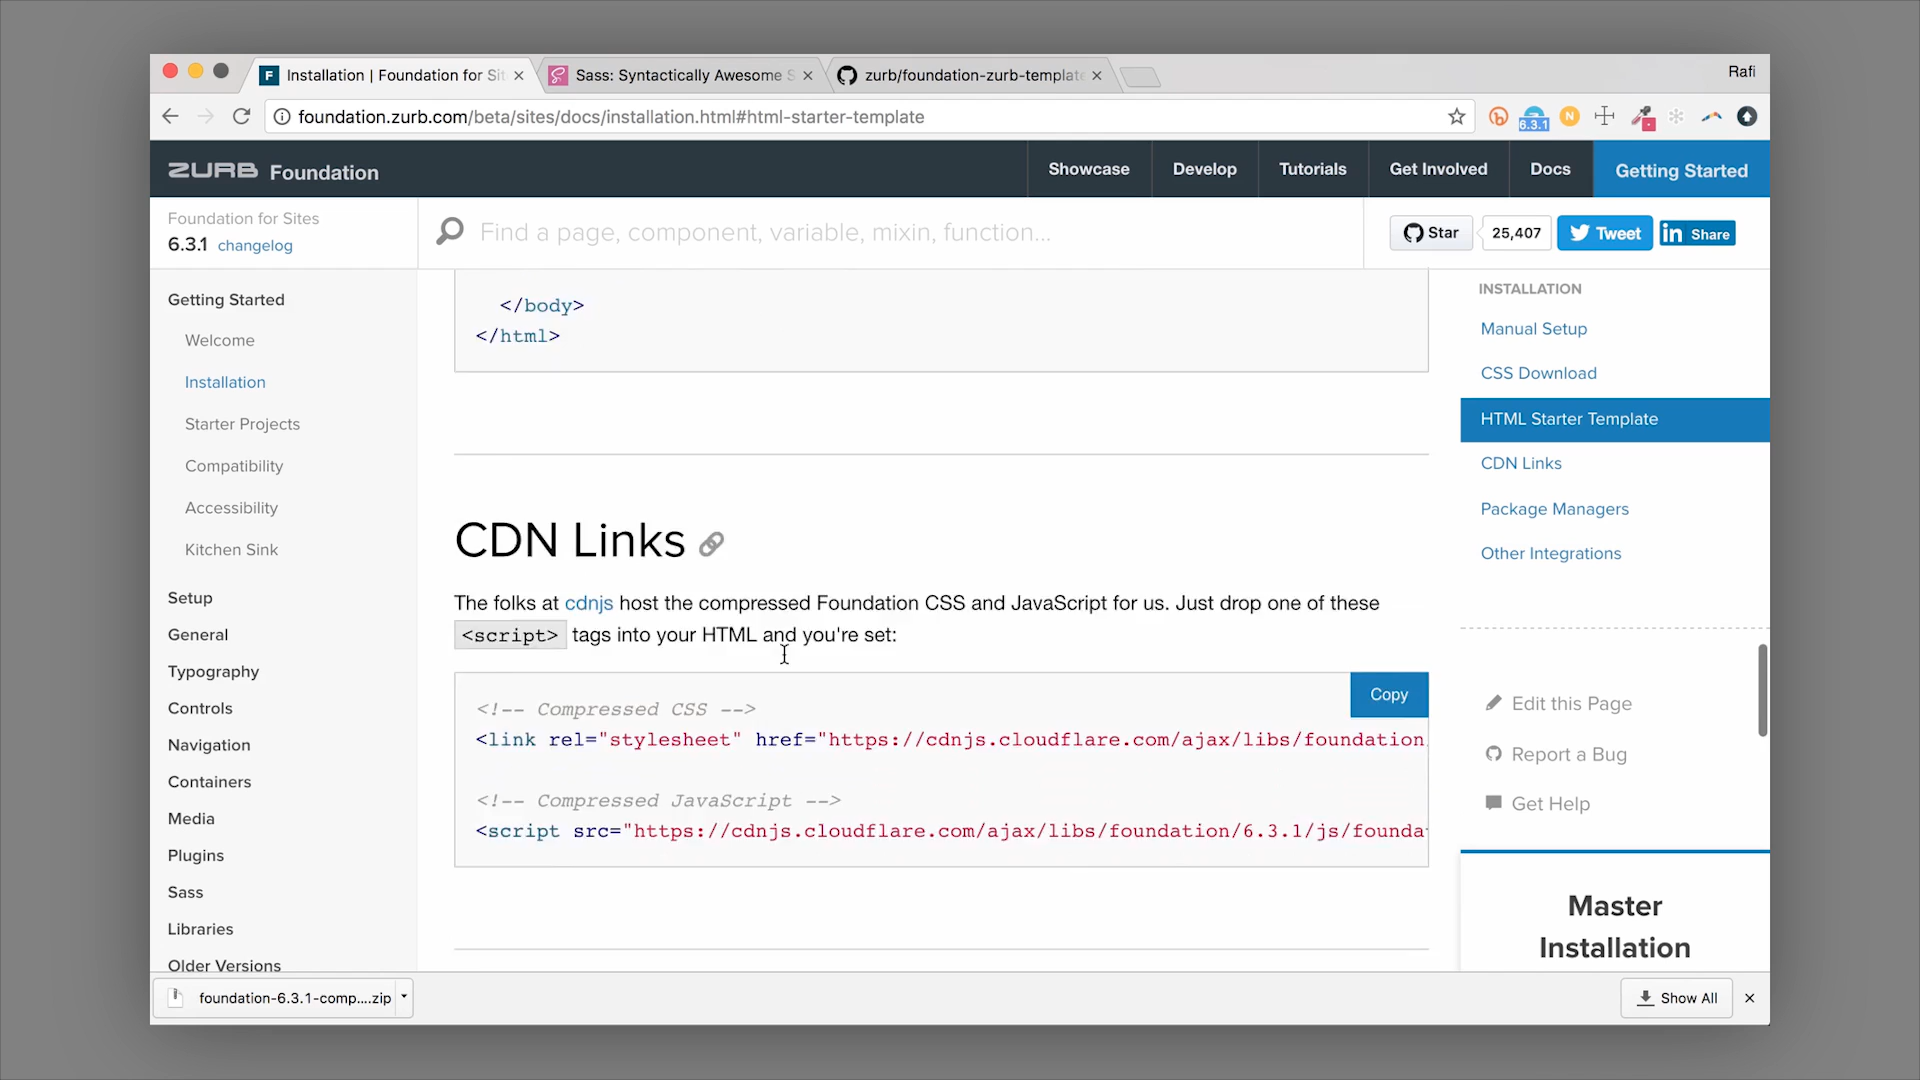 Installation | Foundation for Sit
Sass: Syntactically Awesome S
zurb/foundation-zurb-template
Rafi
foundation.zurb.com/beta/sites/docs/installation.html#html-starter-template
6.3.1
N
ZURB Foundation
Showcase
Develop
Tutorials
Get Involved
Docs
Getting Started
Foundation for Sites
6.3.1 changelog
Find a page, component, variable, mixin, function...
Star
25,407
Tweet
in Share
Getting Started
Welcome
Installation
Starter Projects
Compatibility
Accessibility
Kitchen Sink
Setup
General
Typography
Controls
Navigation
Containers
Media
Plugins
Sass
Libraries
Older Versions
</body>
</html>
CDN Links
The folks at cdnjs host the compressed Foundation CSS and JavaScript for us. Just drop one of these
<script> tags into your HTML and you're set:
Copy
<!-- Compressed CSS -->
<link rel="stylesheet" href="https://cdnjs.cloudflare.com/ajax/libs/foundation
<!-- Compressed JavaScript -->
<script src="https://cdnjs.cloudflare.com/ajax/libs/foundation/6.3.1/js/founda
INSTALLATION
Manual Setup
CSS Download
HTML Starter Template
CDN Links
Package Managers
Other Integrations
Edit this Page
Report a Bug
Get Help
Master
Installation
foundation-6.3.1-comp....zip
Show All